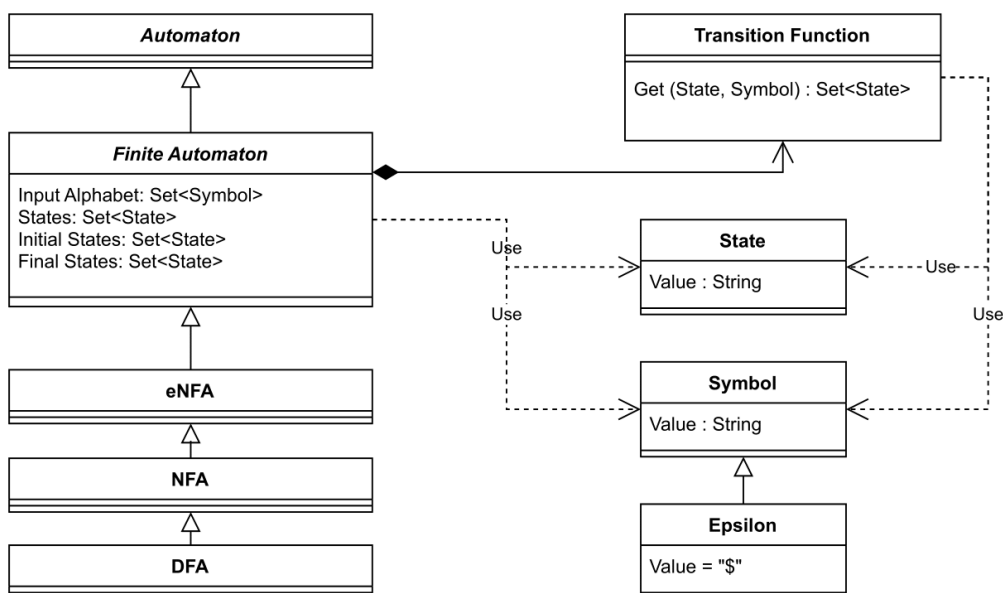 Automaton
Transition Function
Get (State, Symbol) : Set<State>
Finite Automaton
Input Alphabet: Set<Symbol>
States: Set<State>
Initial States: Set<State>
Final States: Set<State>
State
Value : String
Use
Use
Use
Use
Symbol
Value : String
eNFA
NFA
DFA
Epsilon
Value = "$"